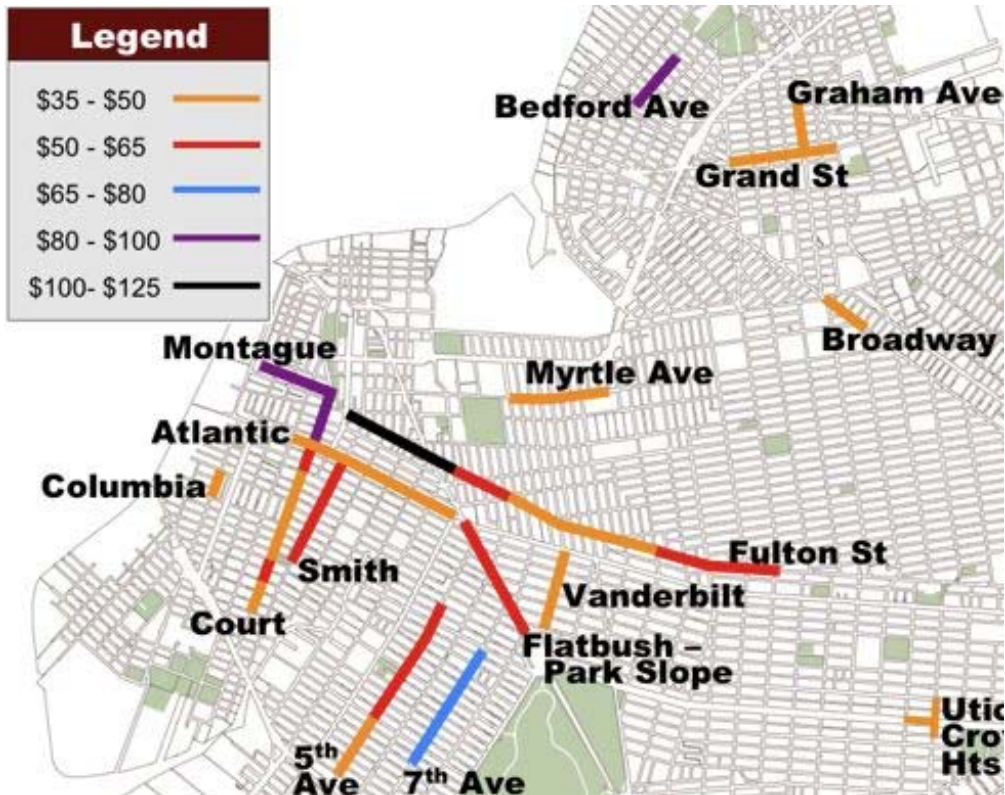 Legend
$35 - $50
$50 - $65
$65 - $80
$80 - $100
$100- $125
Bedford Ave
Graham Ave
Grand St
Broadway
Montague
Myrtle Ave
Atlantic
Columbia
Smith
Court
Fulton St
Vanderbilt
Flatbush –
Park Slope
5th
Ave
7th Ave
Hts